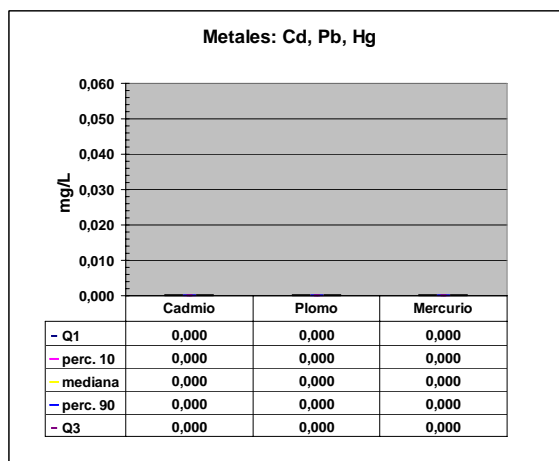 Metales: Cd, Pb, Hg
mg/L
0,060
0,050
0,040
0,030
0,020
0,010
0,000
Cadmio Plomo Mercurio
Q1 0,000 0,000 0,000
perc. 10 0,000 0,000 0,000
mediana 0,000 0,000 0,000
perc. 90 0,000 0,000 0,000
Q3 0,000 0,000 0,000